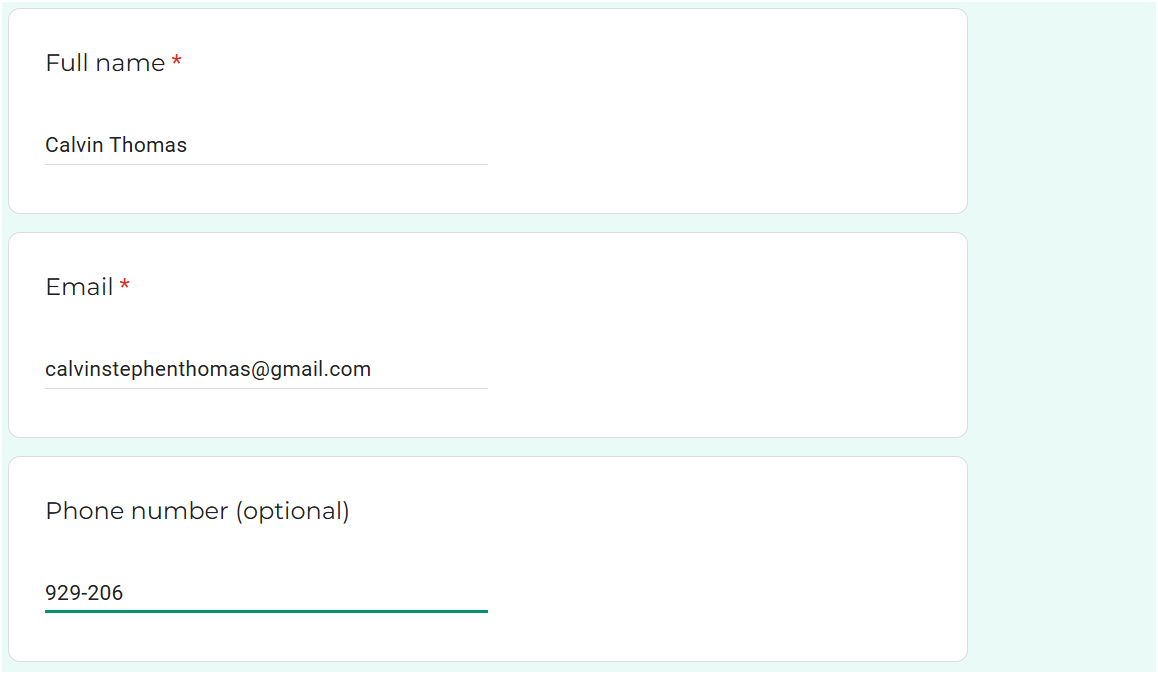 Full name *
Calvin Thomas
Email *
calvinstephenthomas@gmail.com
Phone number (optional)
929-206